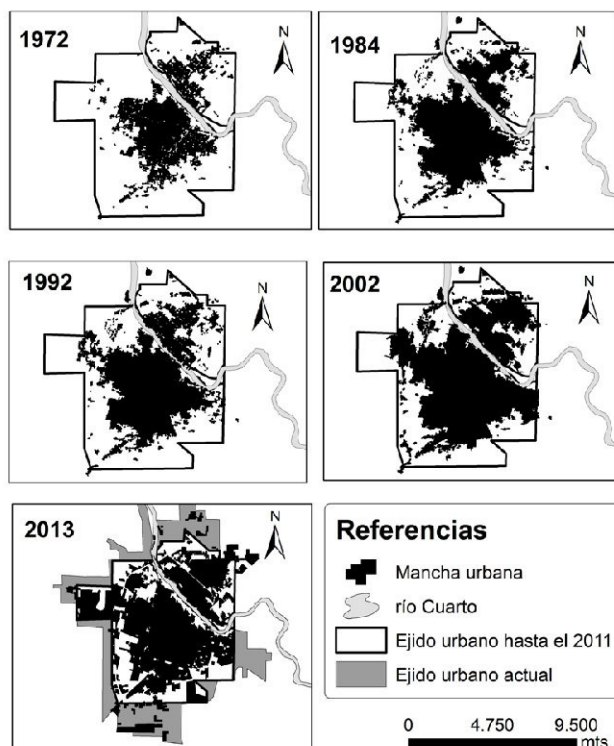 1972
N
1984
N
1992
N
2002
N
2013
N
Referencias
Mancha urbana
río Cuarto
Ejido urbano hasta el 2011
Ejido urbano actual
0 4.750 9.500
mts.